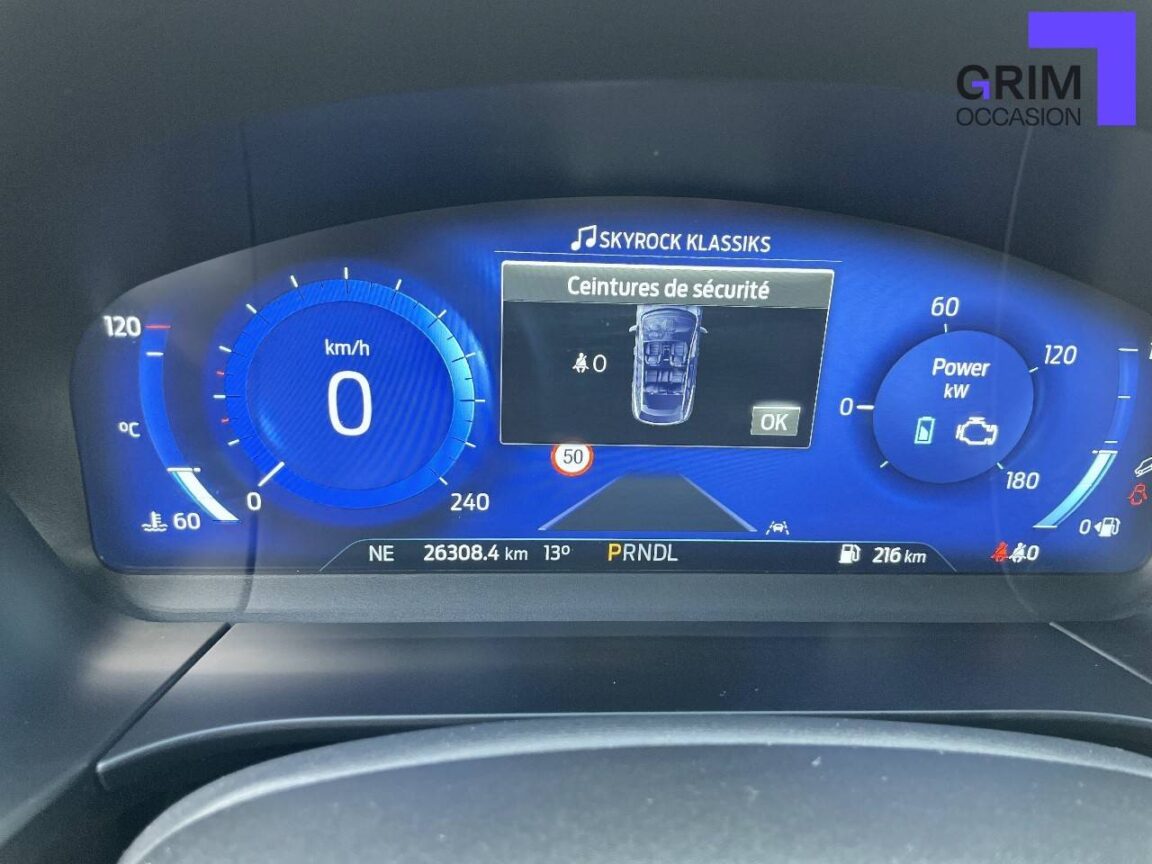 GRIM
OCCASION
SKYROCK KLASSIKS
Ceintures de sécurité
0
OK
120
°C
60
km/h
0
0
240
50
60
0
120
180
Power
kW
0
NE 26308.4 km 13° PRNDL 216 km 0